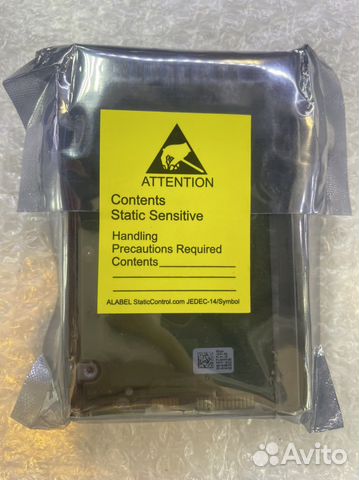 ATTENTION
Contents
Static Sensitive
Handling
Precautions Required
Contents
ALABEL StaticControl.com JEDEC-14/Symbol
Avito